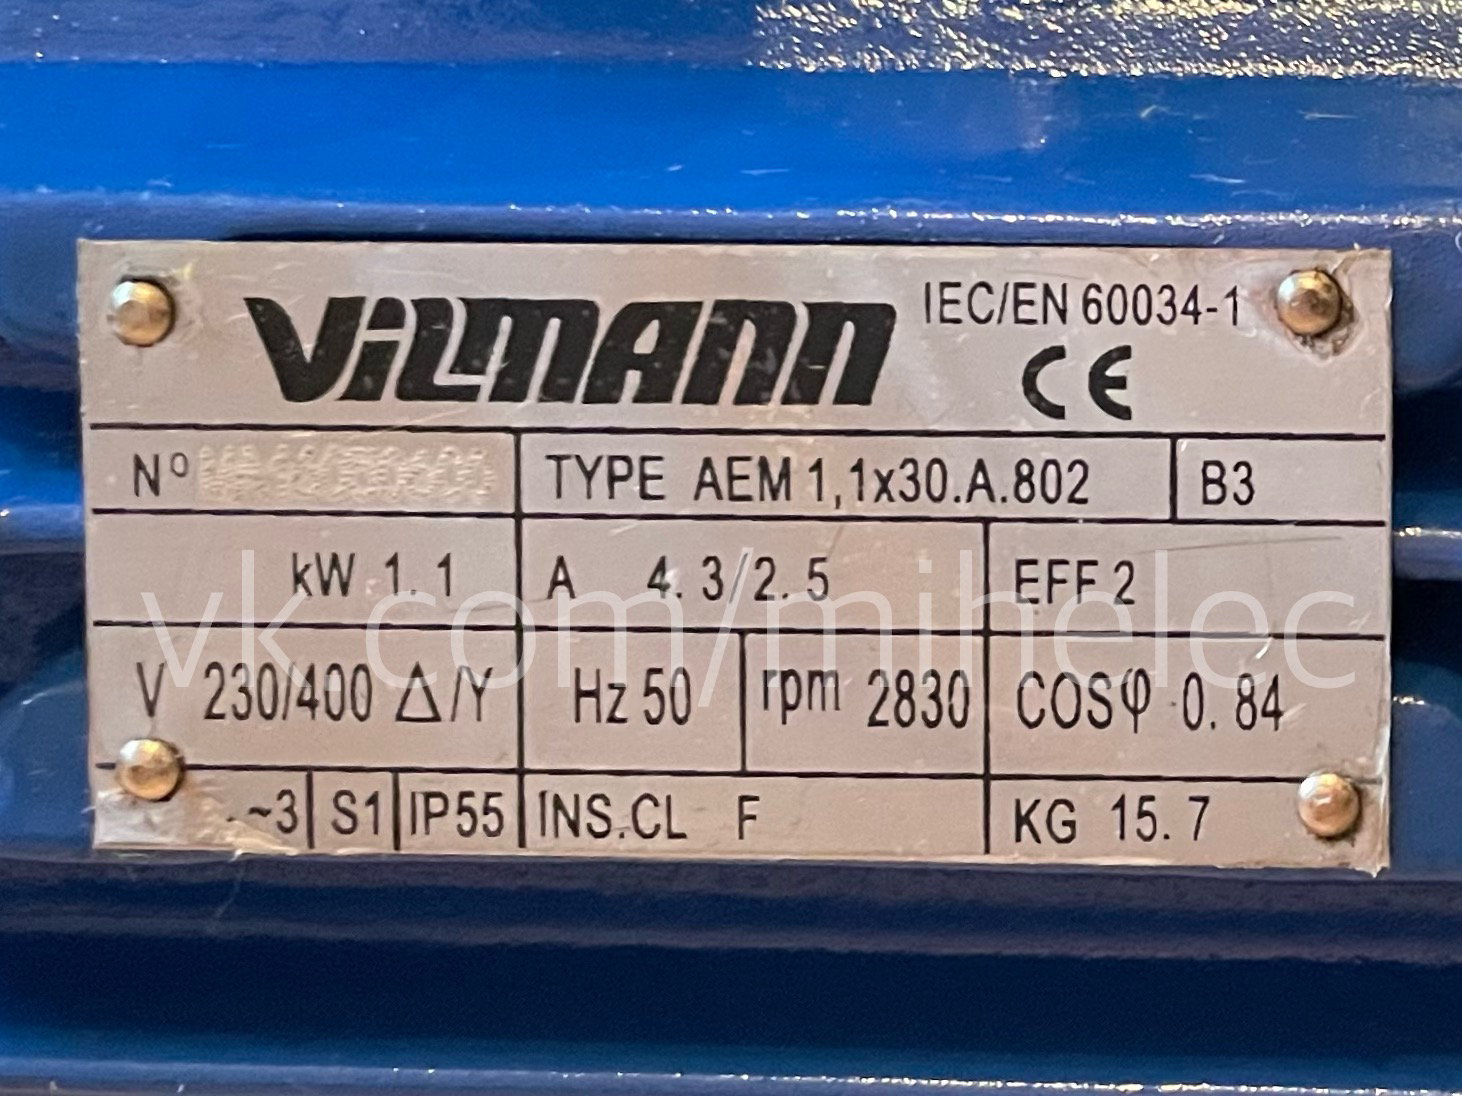 VILMANN
IEC/EN 60034-1
CE
Nº TYPE AEM 1,1x30.A.802 B3
kW 1.1 A 4.3/2.5 EFF 2
vk.com/mihelec
V 230/400 Δ/Y Hz 50 rpm 2830 COSφ 0.84
~3 S1 IP55 INS.CL F KG 15.7